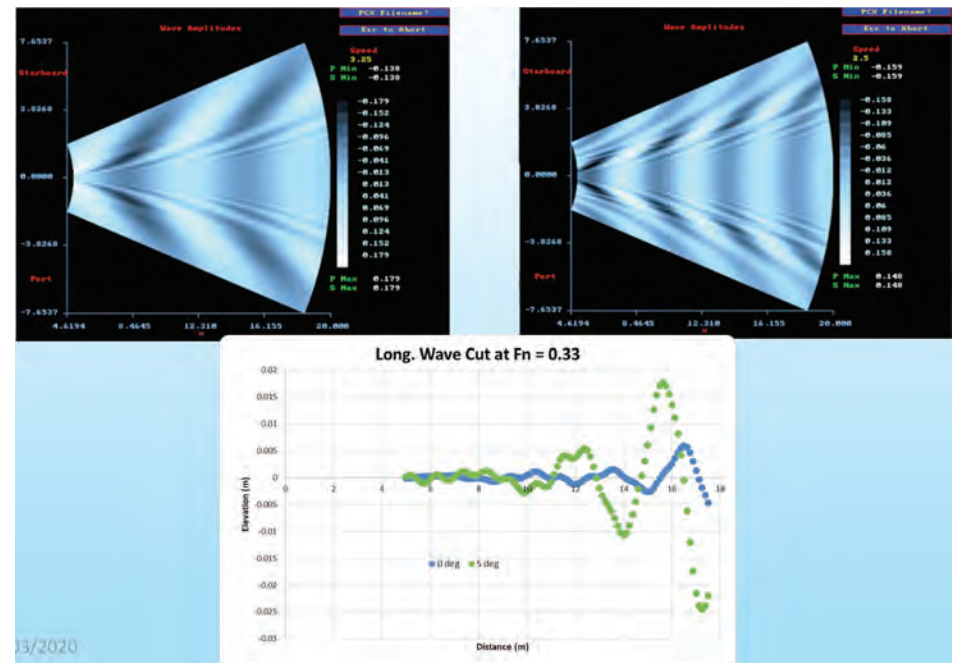 PCX Filename?
Esc to Abort
Wave Amplitudes
Speed
3.25
P Min -0.138
S Min -0.138
7.6537
Starboard
3.8268
0.0000
-3.8268
Port
-7.6537
-0.179
-0.152
-0.124
-0.096
-0.069
-0.041
-0.013
0.013
0.041
0.069
0.096
0.124
0.152
0.179
P Max 0.179
S Max 0.179
4.6194 8.4645 12.310 16.155 20.000
x
PCX Filename?
Esc to Abort
Wave Amplitudes
Speed
2.5
P Min -0.159
S Min -0.159
7.6537
Starboard
3.8268
0.0000
-3.8268
Port
-7.6537
-0.158
-0.133
-0.109
-0.085
-0.06
-0.036
-0.012
0.012
0.036
0.06
0.085
0.109
0.133
0.158
P Max 0.148
S Max 0.148
4.6194 8.4645 12.310 16.155 20.000
x
Long. Wave Cut at Fn = 0.33
0.02
0.015
0.01
0.005
0
-0.005
-0.01
-0.015
-0.02
-0.025
-0.03
0 2 4 6 8 10 12 14 16 18
Elevation (m)
0 deg 5 deg
Distance (m)
03/2020